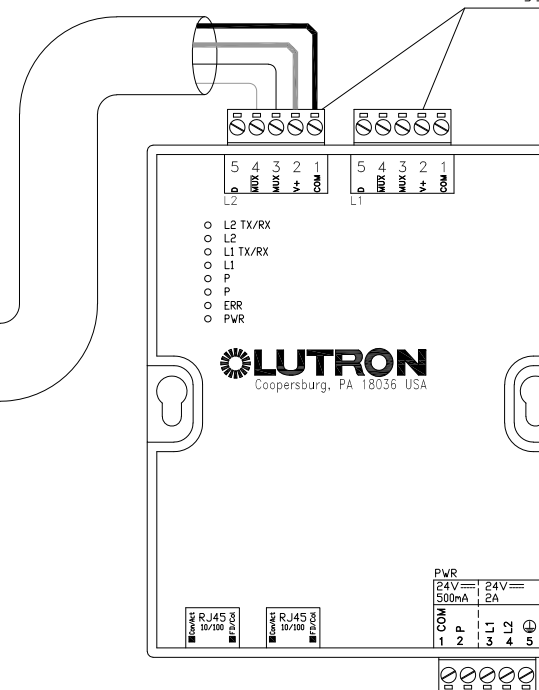 5 4 3 2 1
D MUX MUX V+ COM
L2
5 4 3 2 1
D MUX MUX V+ COM
L1
L2 TX/RX
L2
L1 TX/RX
L1
P
P
ERR
PWR
LUTRON
Coopersburg, PA 18036 USA
Con/Act
RJ45
10/100
FD/Col
Con/Act
RJ45
10/100
FD/Col
PWR
24V 24V
500mA 2A
COM P L1 L2
1 2 3 4 5